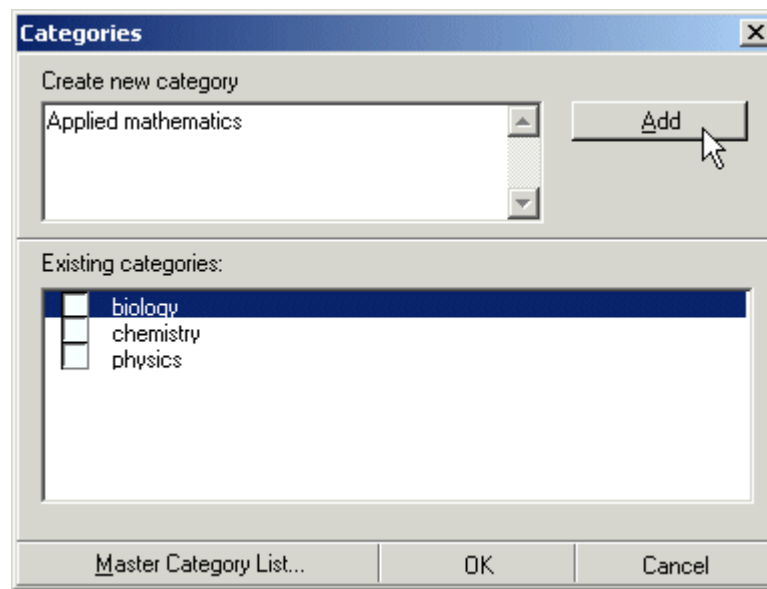 Categories
Create new category
Applied mathematics
Add
Existing categories:
biology
chemistry
physics
Master Category List...
OK
Cancel